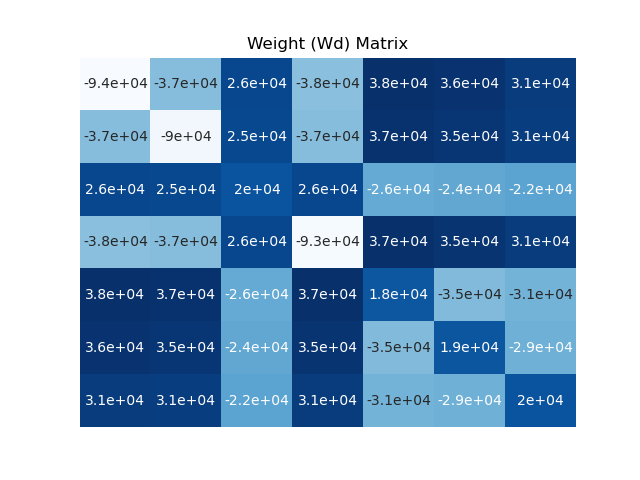 Weight (Wd) Matrix
-9.4e+04 -3.7e+04 2.6e+04 -3.8e+04 3.8e+04 3.6e+04 3.1e+04
-3.7e+04 -9e+04 2.5e+04 -3.7e+04 3.7e+04 3.5e+04 3.1e+04
2.6e+04 2.5e+04 2e+04 2.6e+04 -2.6e+04 -2.4e+04 -2.2e+04
-3.8e+04 -3.7e+04 2.6e+04 -9.3e+04 3.7e+04 3.5e+04 3.1e+04
3.8e+04 3.7e+04 -2.6e+04 3.7e+04 1.8e+04 -3.5e+04 -3.1e+04
3.6e+04 3.5e+04 -2.4e+04 3.5e+04 -3.5e+04 1.9e+04 -2.9e+04
3.1e+04 3.1e+04 -2.2e+04 3.1e+04 -3.1e+04 -2.9e+04 2e+04